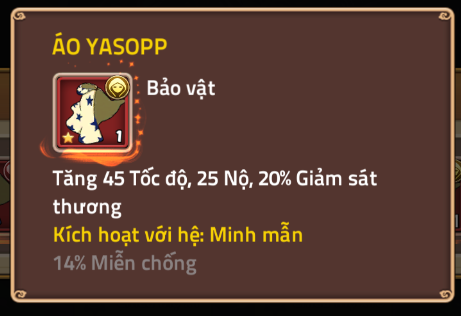 ÁO YASOPP
Bảo vật
1
Tăng 45 Tốc độ, 25 Nộ, 20% Giảm sát
thương
Kích hoạt với hệ: Minh mẫn
14% Miễn chống